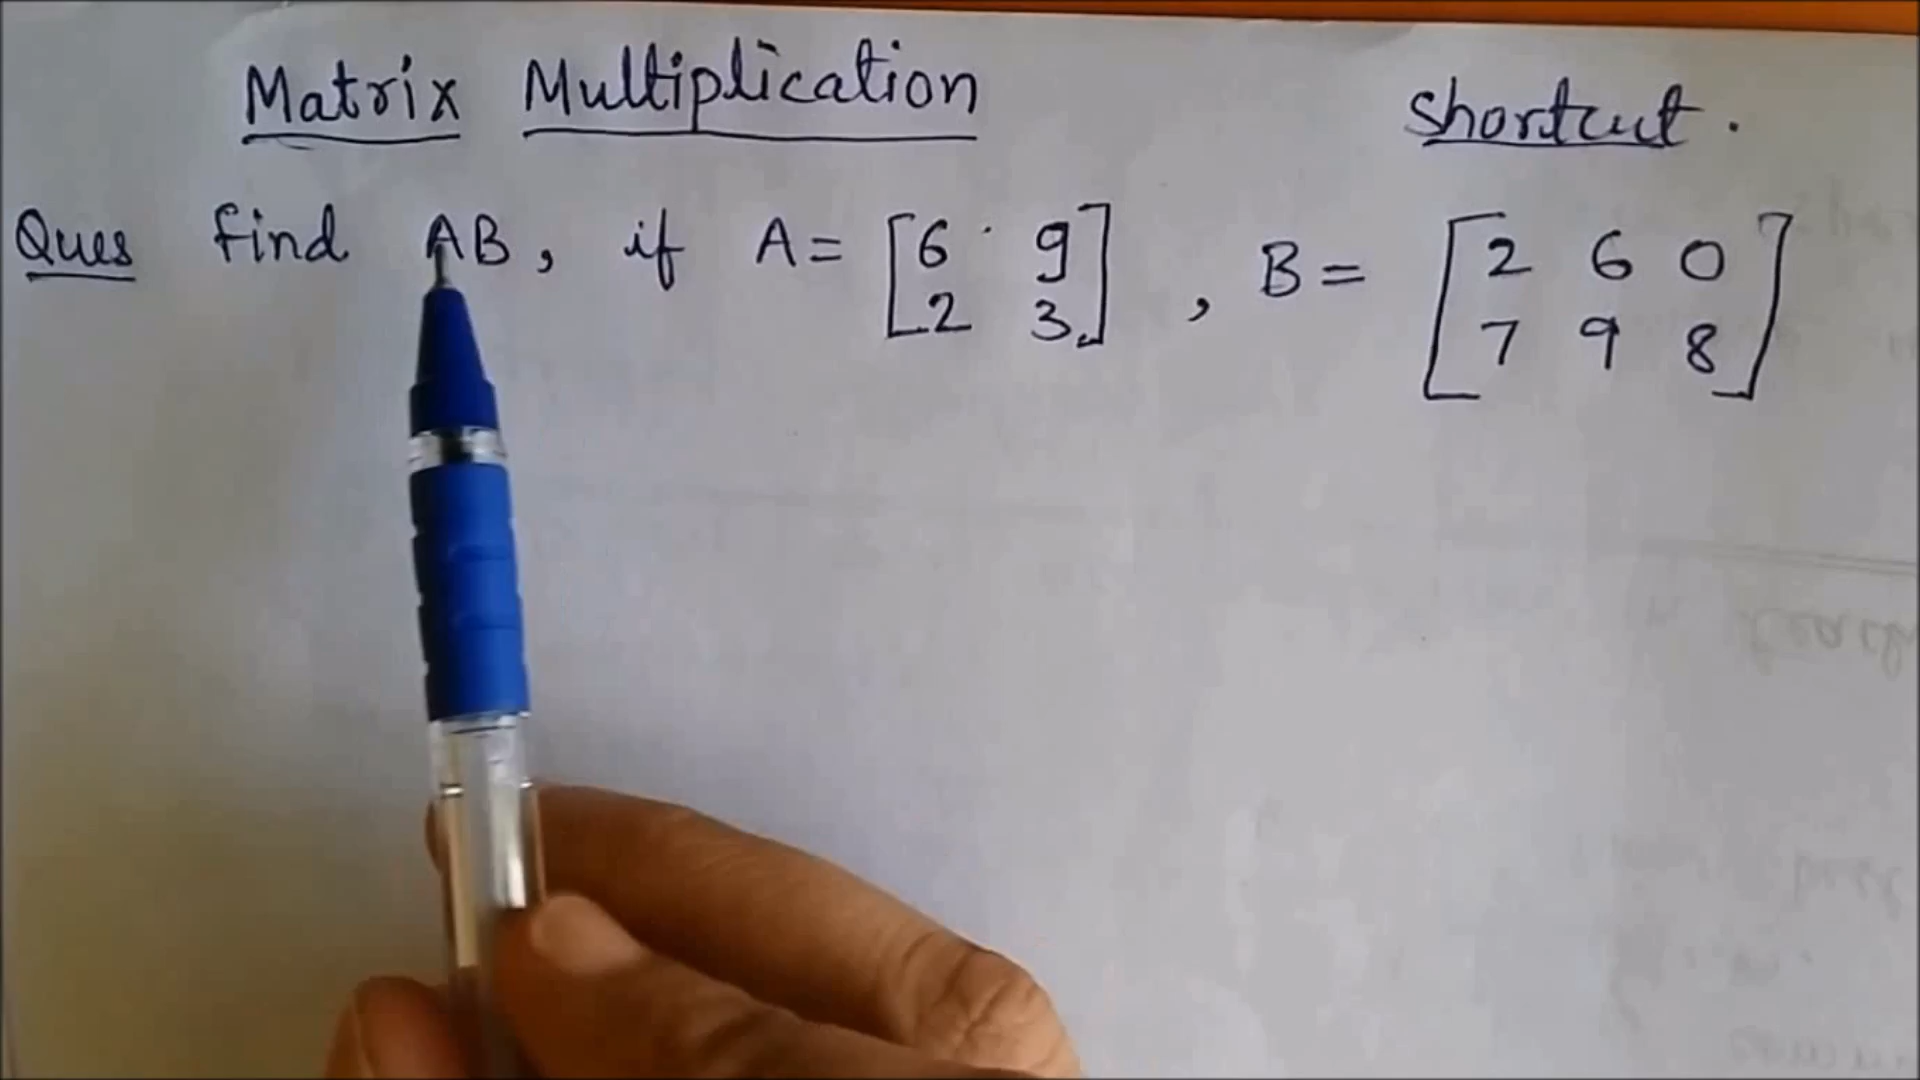 Matrix Multiplication Shortcut.
Ques find AB, if A = [6 9] , B = [2 6 0]
[2 3] [7 9 8]